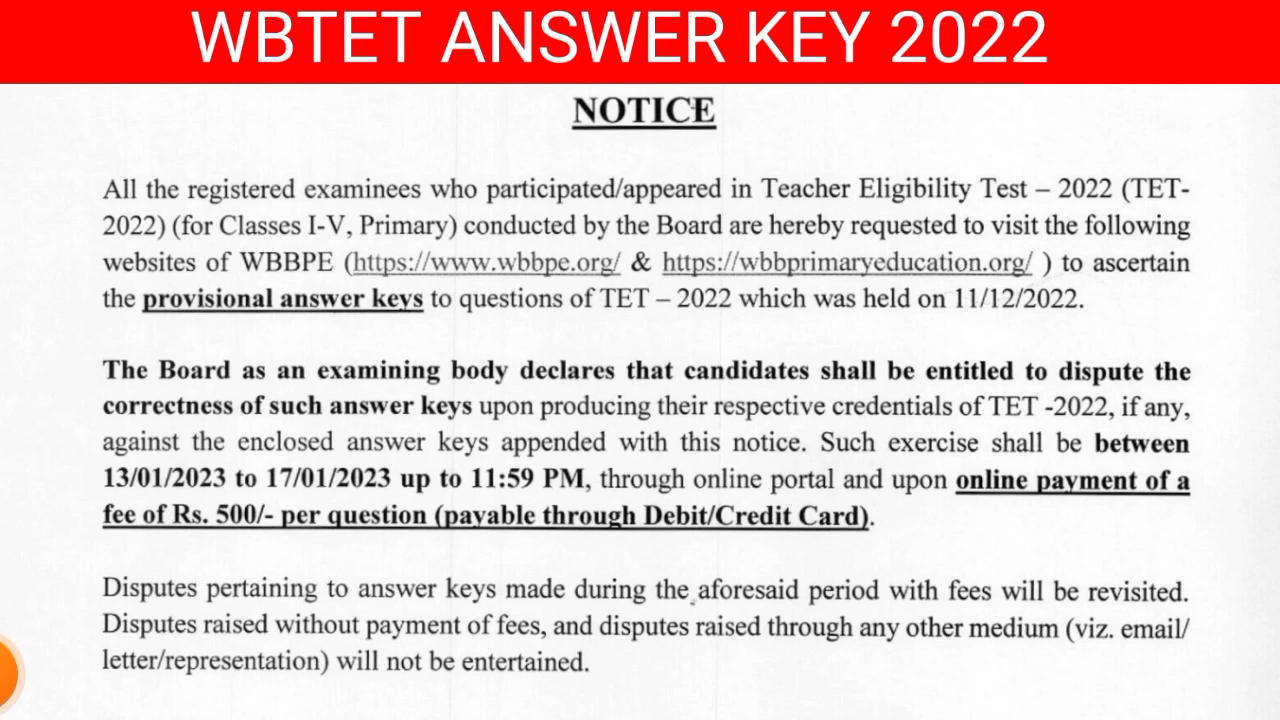 WBTET ANSWER KEY 2022
NOTICE
All the registered examinees who participated/appeared in Teacher Eligibility Test – 2022 (TET-
2022) (for Classes I-V, Primary) conducted by the Board are hereby requested to visit the following
websites of WBBPE (https://www.wbbpe.org/ & https://wbbprimaryeducation.org/ ) to ascertain
the provisional answer keys to questions of TET – 2022 which was held on 11/12/2022.
The Board as an examining body declares that candidates shall be entitled to dispute the
correctness of such answer keys upon producing their respective credentials of TET -2022, if any,
against the enclosed answer keys appended with this notice. Such exercise shall be between
13/01/2023 to 17/01/2023 up to 11:59 PM, through online portal and upon online payment of a
fee of Rs. 500/- per question (payable through Debit/Credit Card).
Disputes pertaining to answer keys made during the aforesaid period with fees will be revisited.
Disputes raised without payment of fees, and disputes raised through any other medium (viz. email/
letter/representation) will not be entertained.